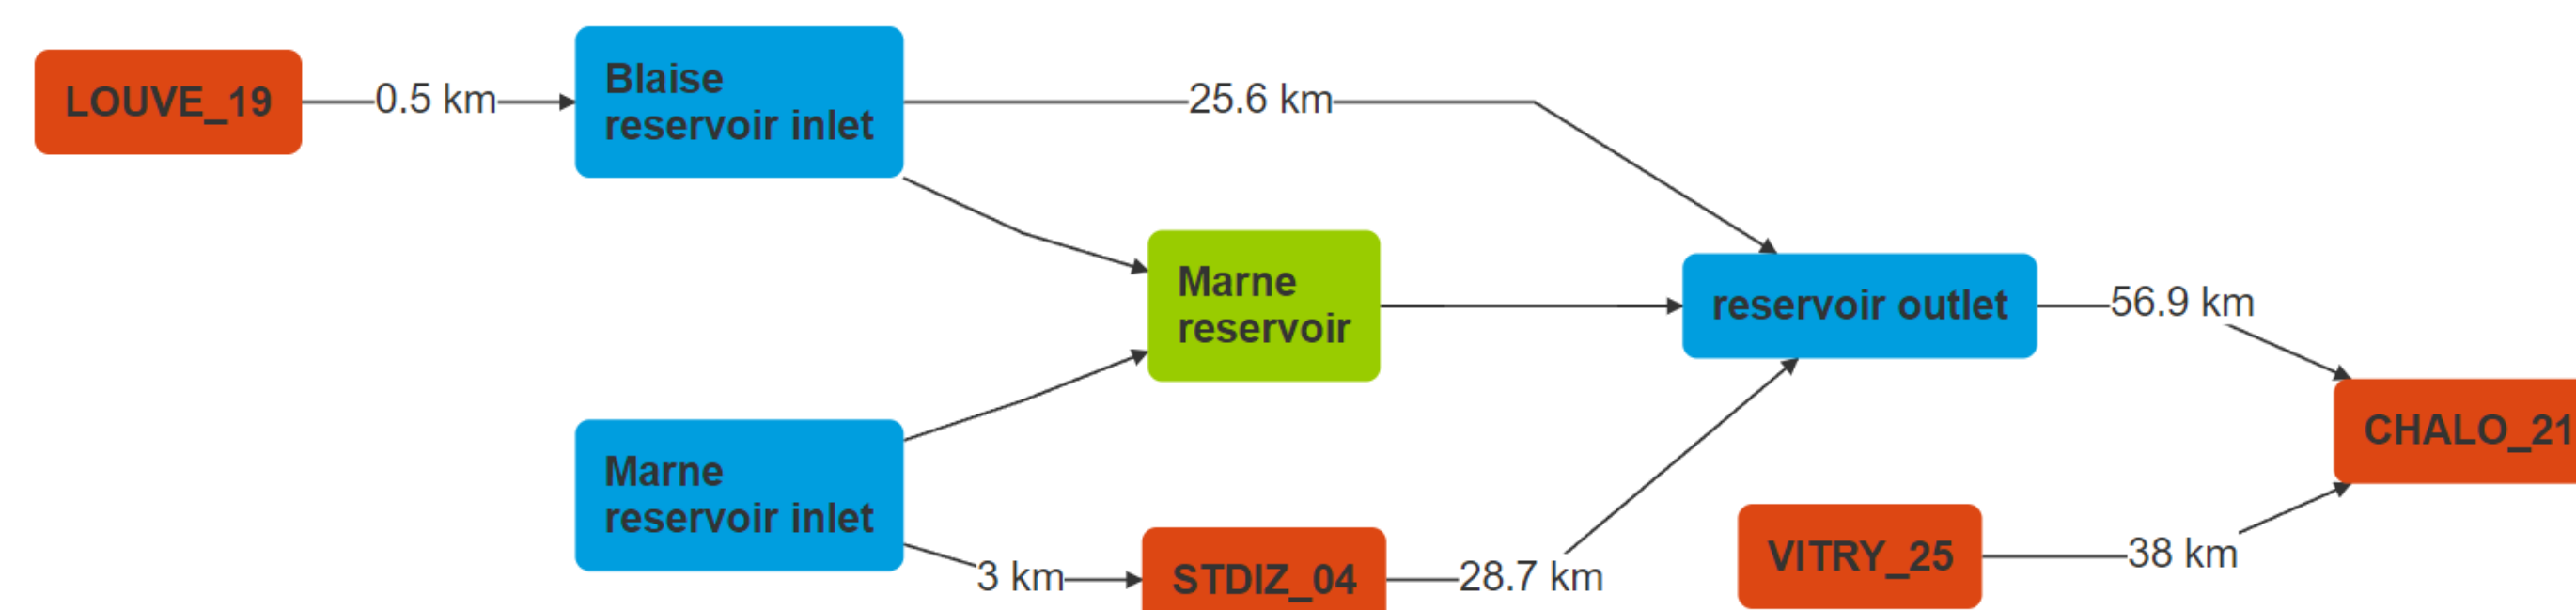 LOUVE_19
0.5 km
Blaise
reservoir inlet
25.6 km
Marne
reservoir
reservoir outlet
56.9 km
CHALO_21
Marne
reservoir inlet
3 km
STDIZ_04
28.7 km
VITRY_25
38 km